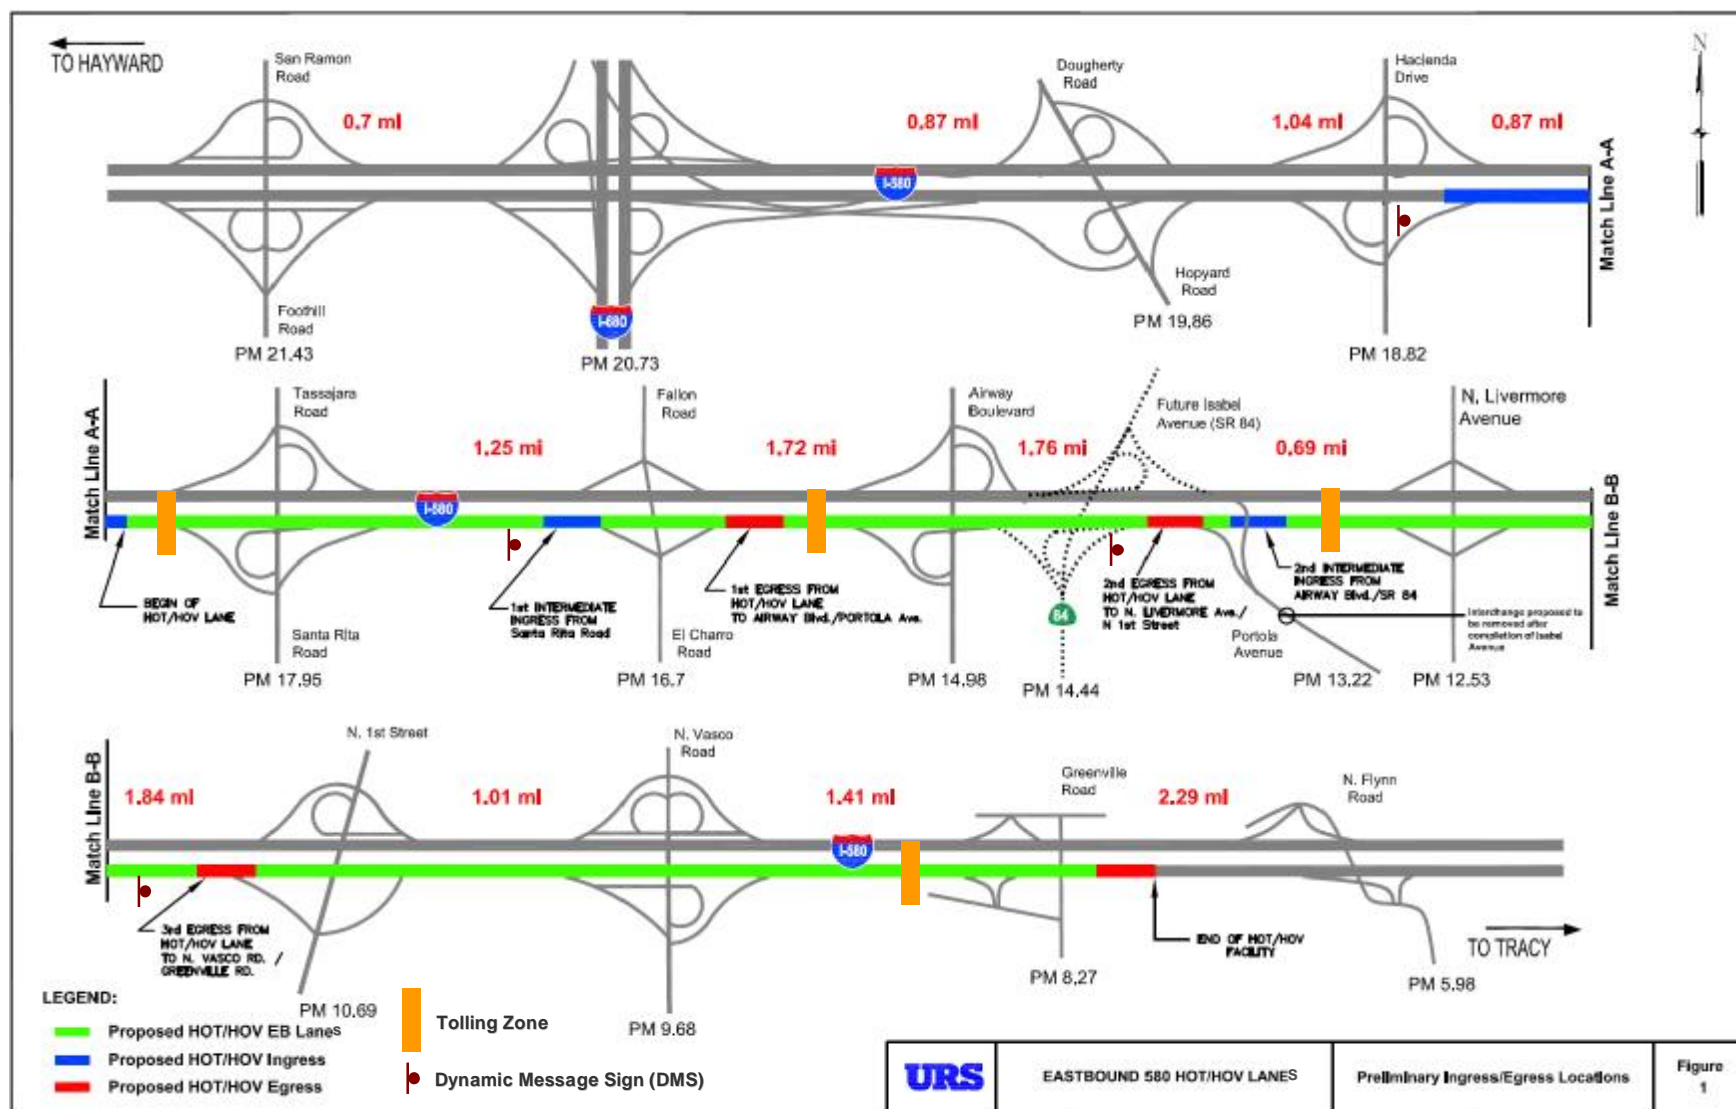 TO HAYWARD
San Ramon
Road
0.7 mi
0.87 mi
Dougherty
Road
1.04 mi
Hacienda
Drive
0.87 mi
N
I-580
Match Line A-A
Foothill
Road
I-680
Hopyard
Road
PM 21.43
PM 20.73
PM 19.86
PM 18.82
Match Line A-A
Tassajara
Road
1.25 mi
Fallon
Road
1.72 mi
Airway
Boulevard
1.76 mi
Future Isabel
Avenue (SR 84)
0.69 mi
N. Livermore
Avenue
I-580
Match Line B-B
BEGIN OF
HOT/HOV LANE
1st INTERMEDIATE
INGRESS FROM
Santa Rita Road
1st EGRESS FROM
HOT/HOV LANE
TO AIRWAY Blvd./PORTOLA Ave.
84
2nd EGRESS FROM
HOT/HOV LANE
TO N. LIVERMORE Ave./
N 1st Street
2nd INTERMEDIATE
INGRESS FROM
AIRWAY Blvd./SR 84
Interchange proposed to
be removed after
completion of Isabel
Avenue
Santa Rita
Road
El Charro
Road
Portola
Avenue
PM 17.95
PM 16.7
PM 14.98
PM 14.44
PM 13.22
PM 12.53
Match Line B-B
1.84 mi
N. 1st Street
1.01 mi
N. Vasco
Road
1.41 mi
Greenville
Road
2.29 mi
N. Flynn
Road
I-580
3rd EGRESS FROM
HOT/HOV LANE
TO N. VASCO RD. /
GREENVILLE RD.
END OF HOT/HOV
FACILITY
TO TRACY
PM 10.69
PM 9.68
PM 8.27
PM 5.98
LEGEND:
Proposed HOT/HOV EB Lanes
Proposed HOT/HOV Ingress
Proposed HOT/HOV Egress
Tolling Zone
Dynamic Message Sign (DMS)
URS
EASTBOUND 580 HOT/HOV LANES
Preliminary Ingress/Egress Locations
Figure
1